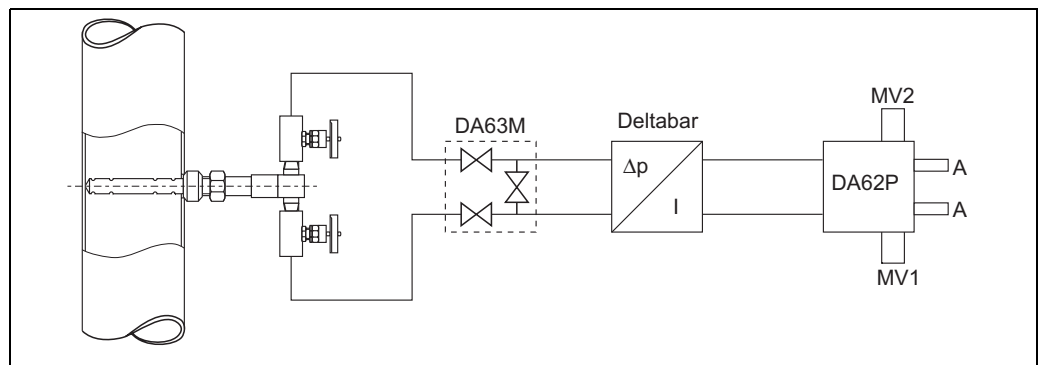 MV2
DA63M
Deltabar
Δp
I
DA62P
A
A
MV1